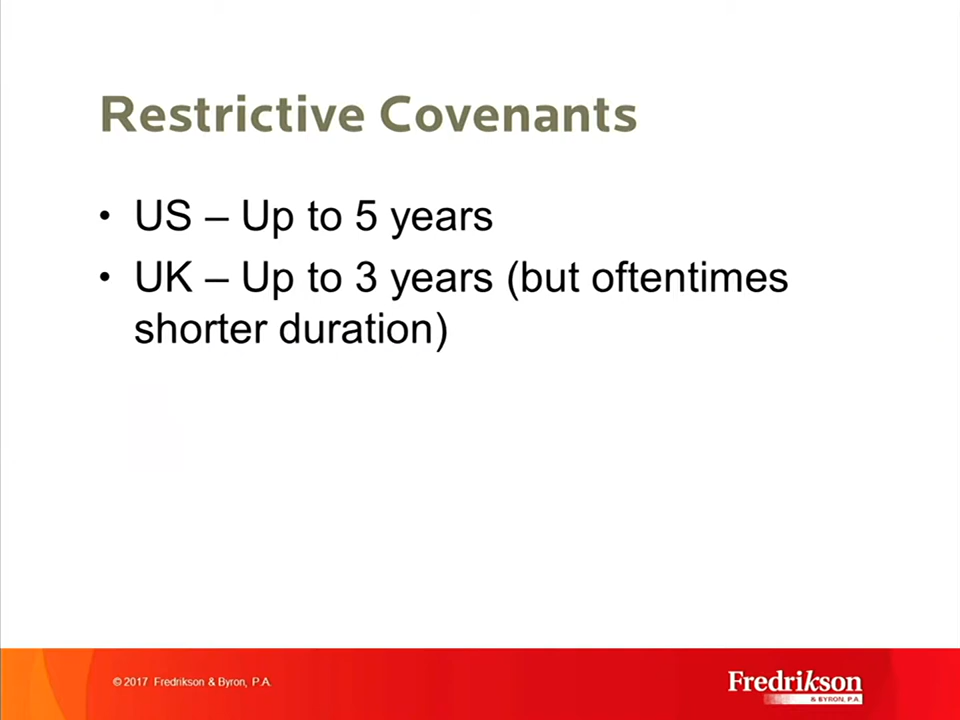 Restrictive Covenants
• US – Up to 5 years
• UK – Up to 3 years (but oftentimes
shorter duration)
© 2017 Fredrikson & Byron, P.A.
Fredrikson
& BYRON, P.A.